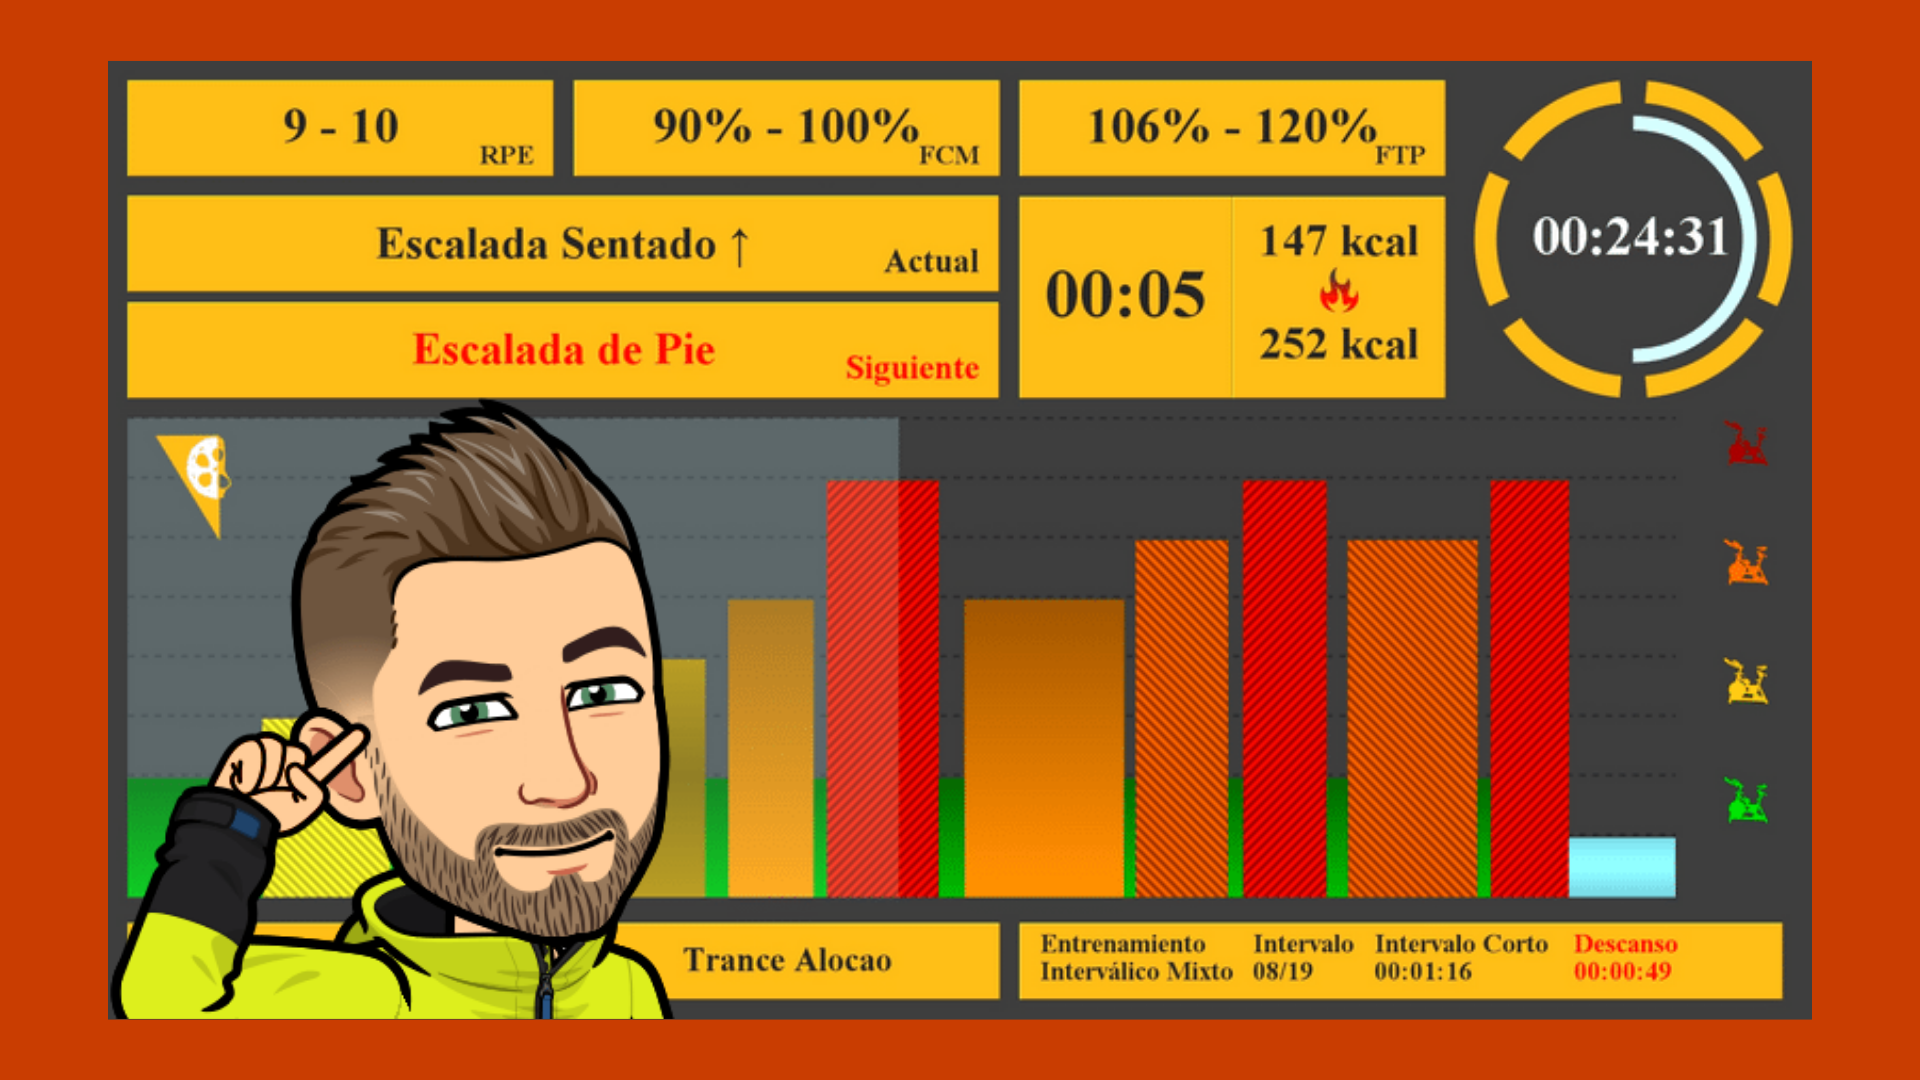 9 - 10 RPE
90% - 100% FCM
106% - 120% FTP
00:24:31
Escalada Sentado ↑ Actual
Escalada de Pie Siguiente
00:05
147 kcal
252 kcal
Trance Alocao
Entrenamiento
Interválico Mixto
Intervalo
08/19
Intervalo Corto
00:01:16
Descanso
00:00:49